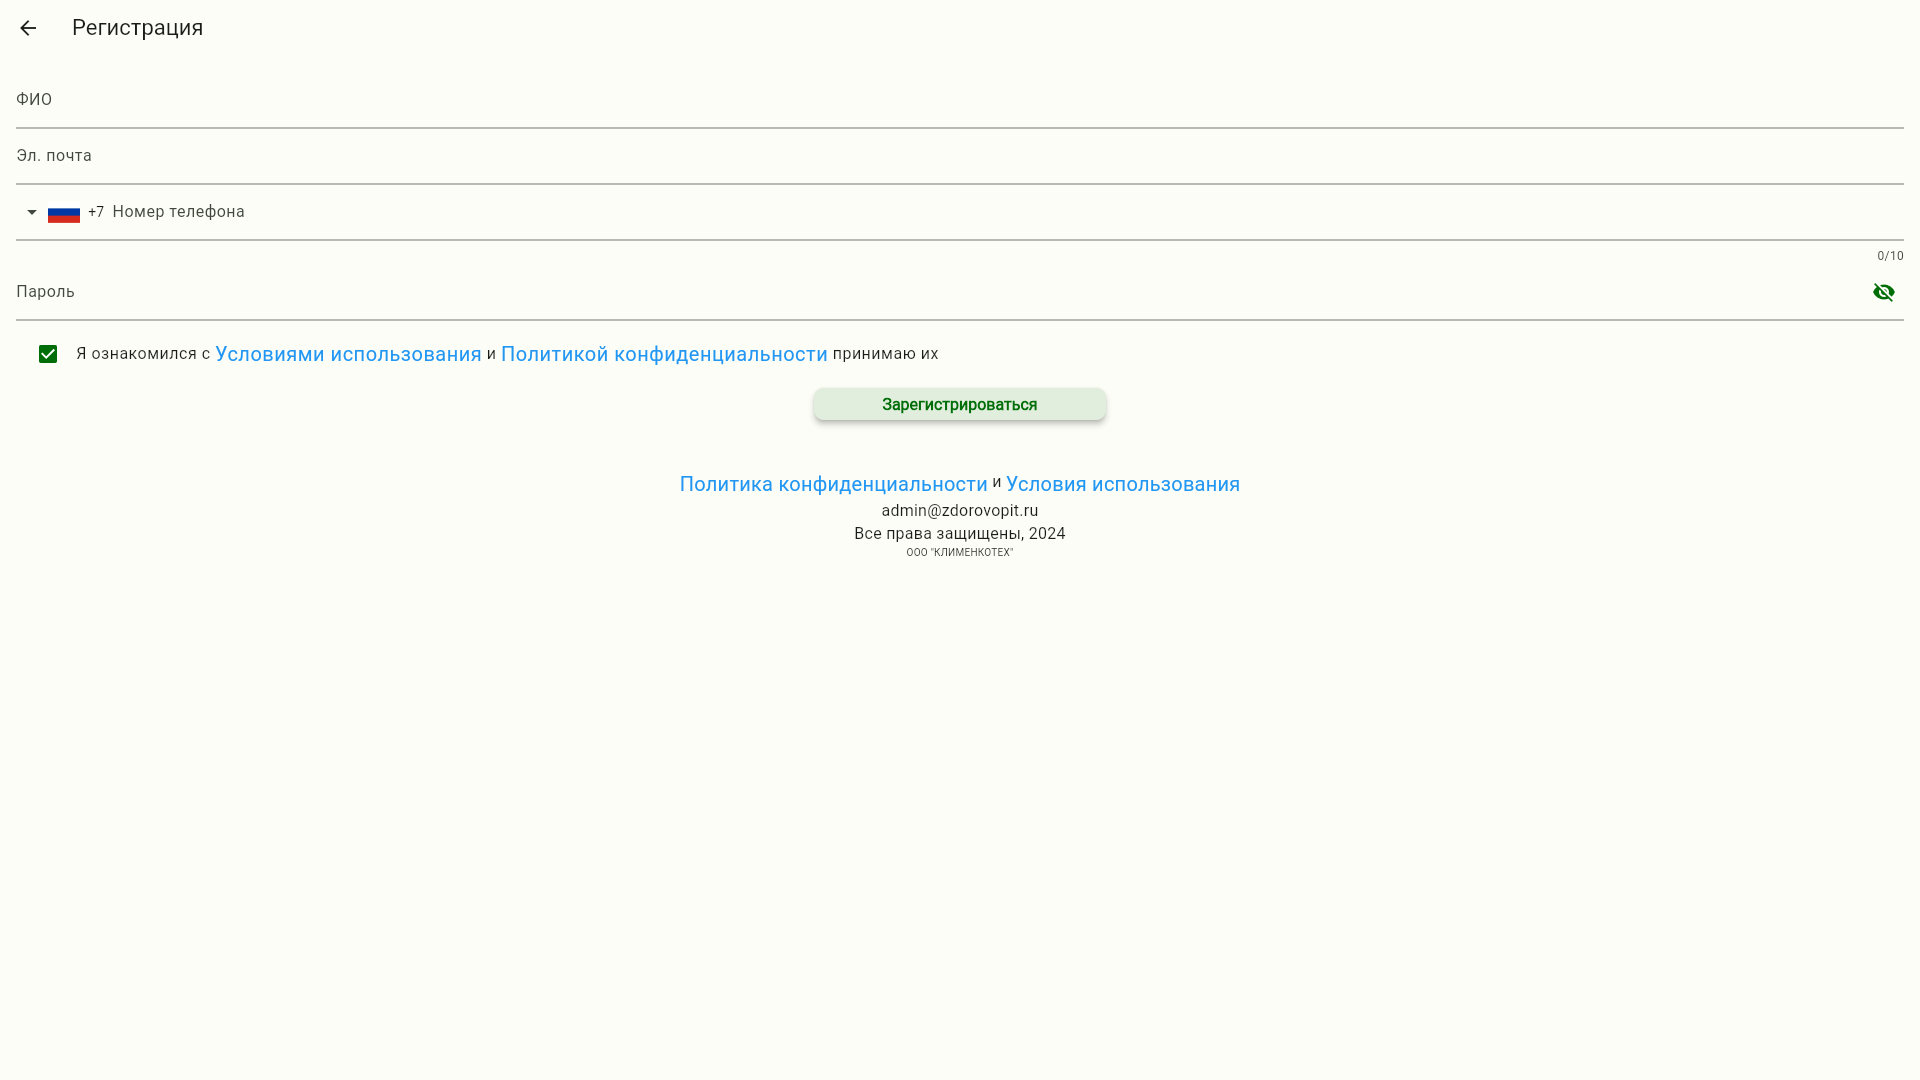 Регистрация
ФИО
Эл. почта
+7 Номер телефона
0/10
Пароль
Я ознакомился с Условиями использования и Политикой конфиденциальности принимаю их
Зарегистрироваться
Политика конфиденциальности и Условия использования
admin@zdorovopit.ru
Все права защищены, 2024
ООО "КЛИМЕНКОТЕХ"